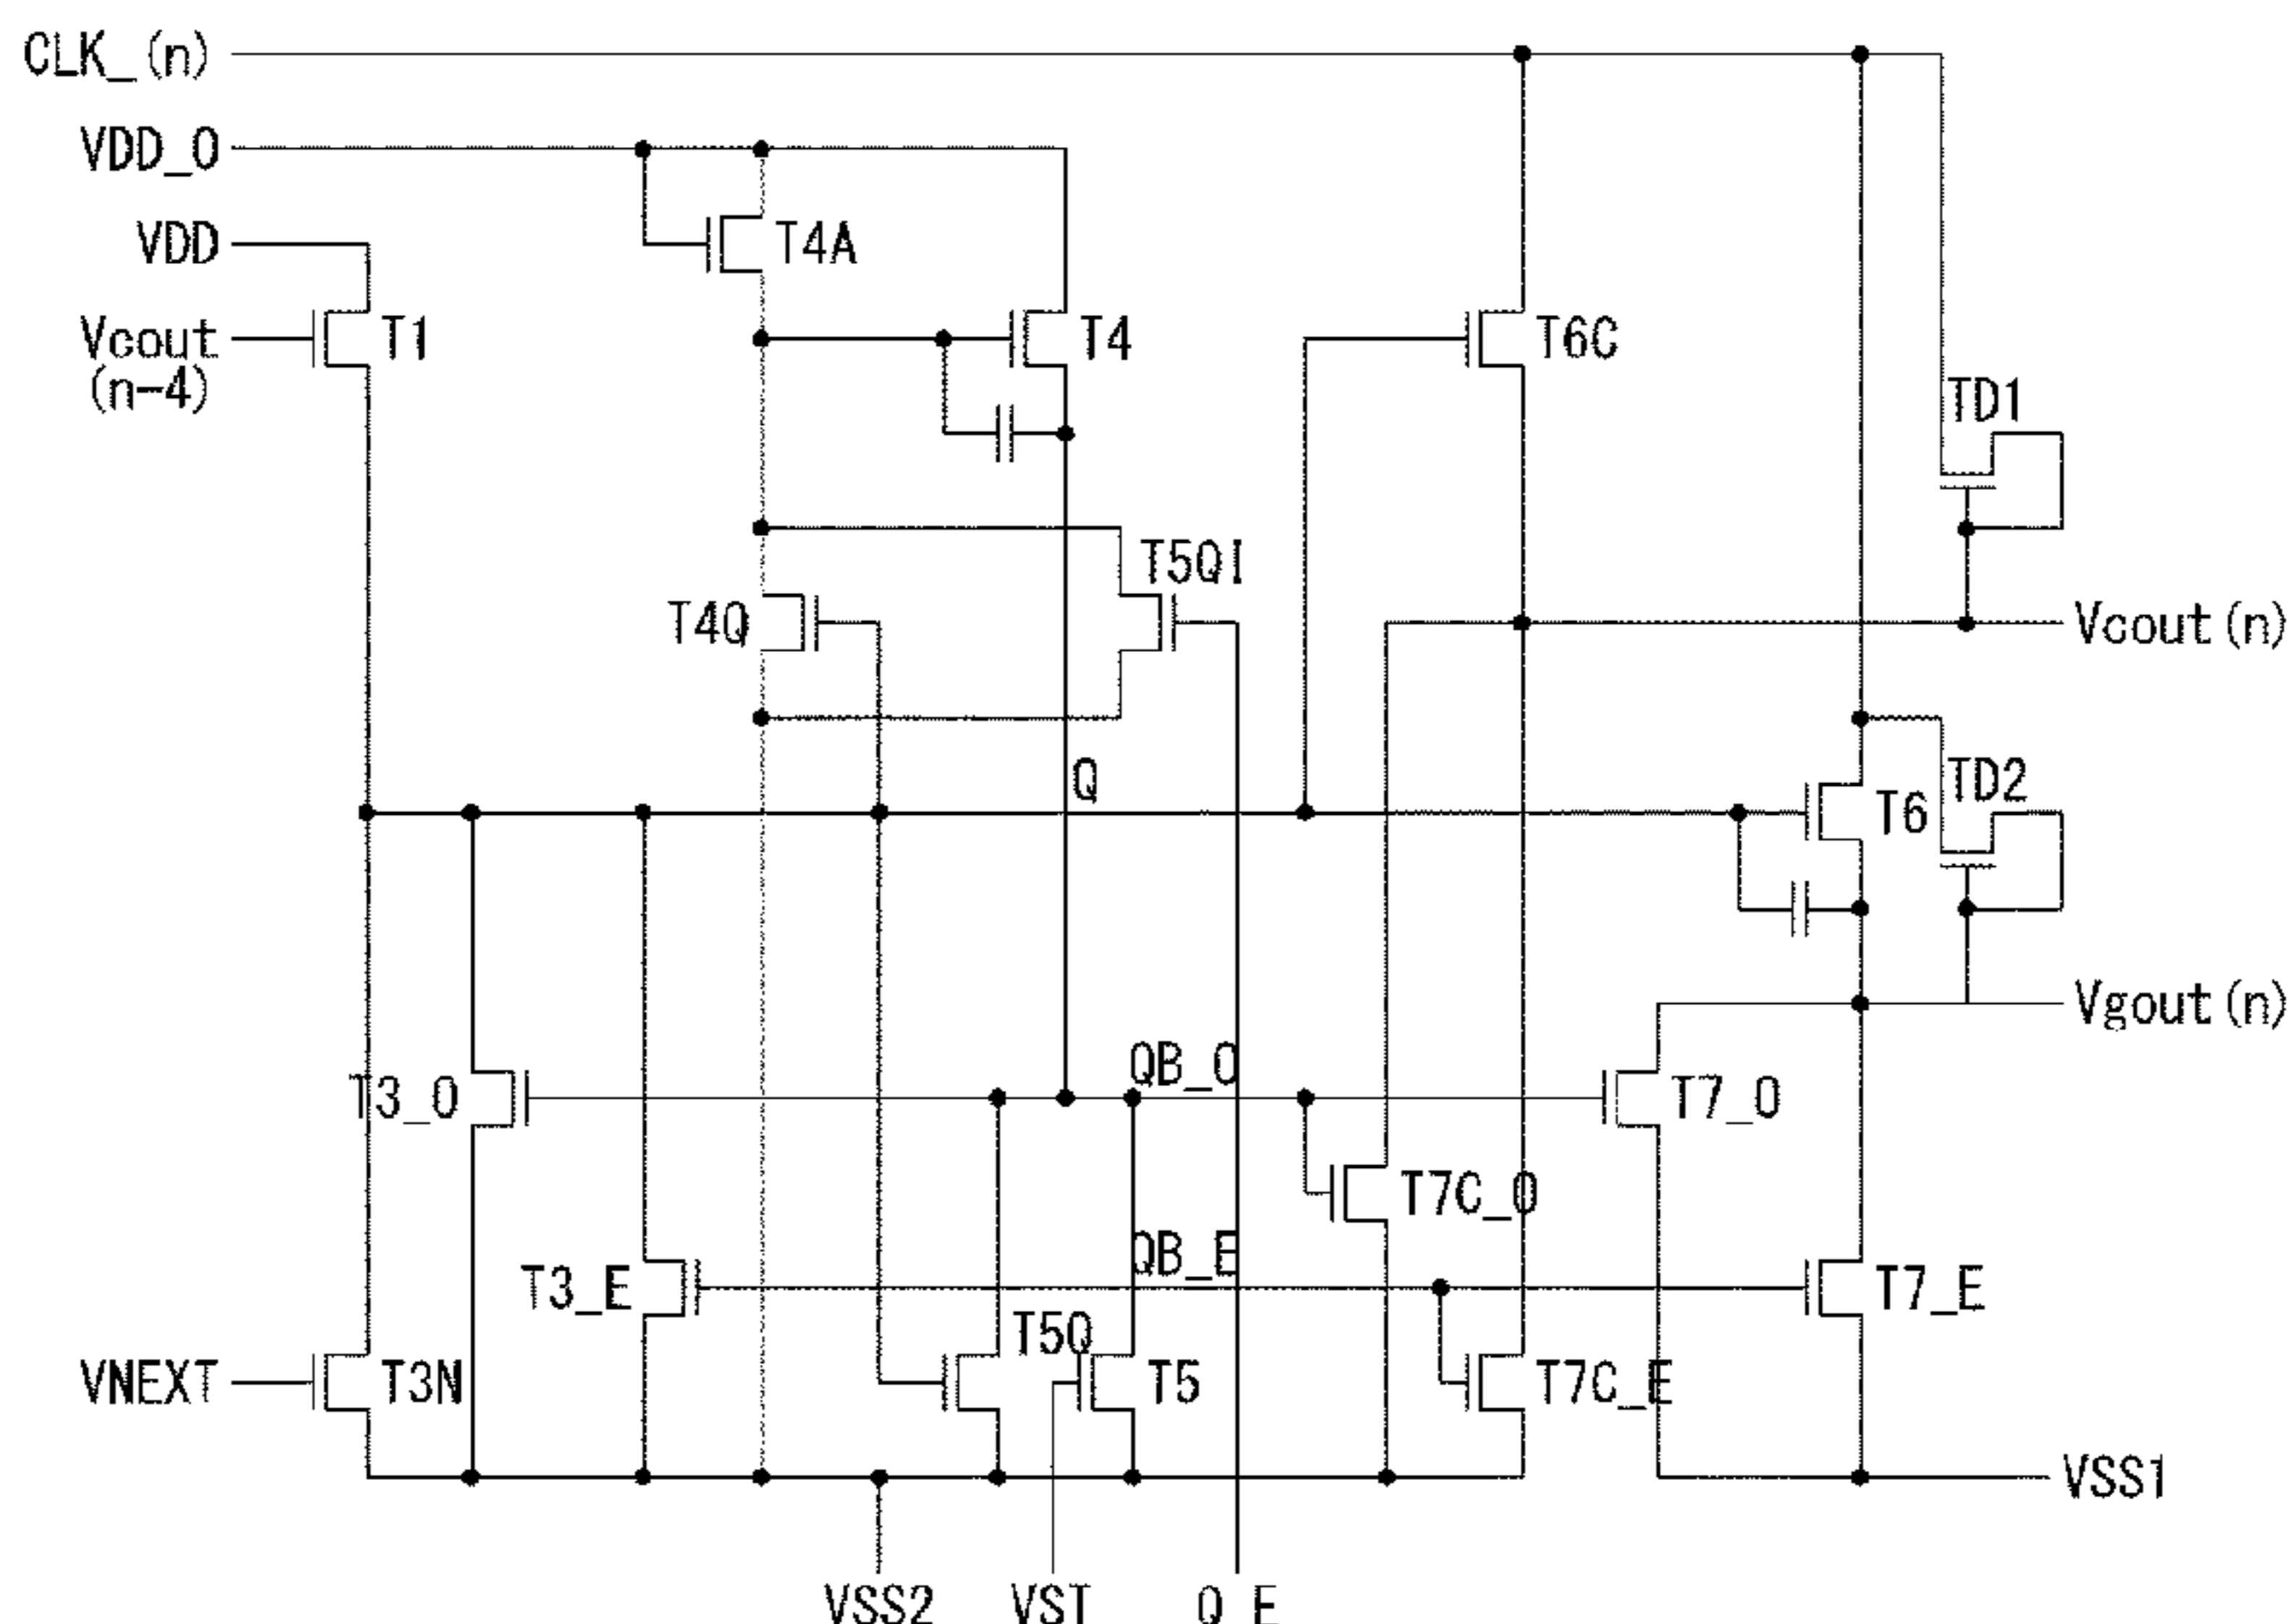 CLK_(n)
VDD_O
VDD
T4A
Vcout
(n-4)
T1
T4
T6C
TD1
T5QI
T4Q
Vcout(n)
Q
TD2
T6
Vgout(n)
QB_O
T3_O
T7_O
T7C_O
QB_E
T3_E
T7_E
T5Q
VNEXT
T3N
T5
T7C_E
VSS1
VSS2
VST
Q_E